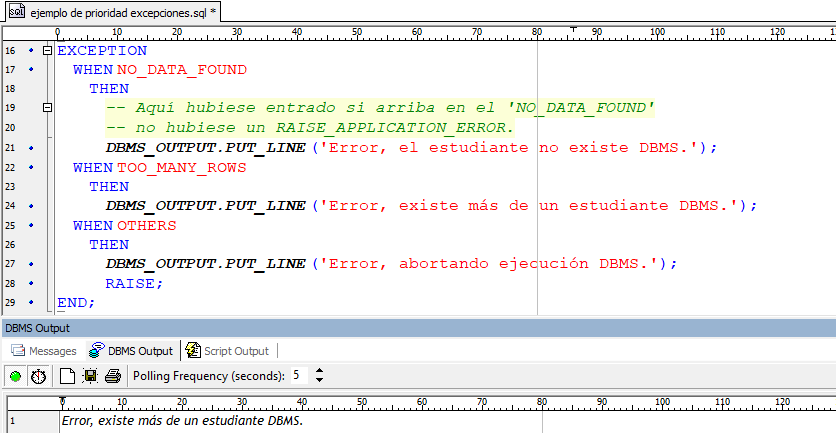 ejemplo de prioridad excepciones.sql *
0 10 20 30 40 50 60 70 80 90 100 110 120
16 EXCEPTION
17 WHEN NO_DATA_FOUND
18 THEN
19 -- Aquí hubiese entrado si arriba en el 'NO_DATA_FOUND'
20 -- no hubiese un RAISE_APPLICATION_ERROR.
21 DBMS_OUTPUT.PUT_LINE ('Error, el estudiante no existe DBMS.');
22 WHEN TOO_MANY_ROWS
23 THEN
24 DBMS_OUTPUT.PUT_LINE ('Error, existe más de un estudiante DBMS.');
25 WHEN OTHERS
26 THEN
27 DBMS_OUTPUT.PUT_LINE ('Error, abortando ejecución DBMS.');
28 RAISE;
29 END;
DBMS Output
Messages DBMS Output Script Output
Polling Frequency (seconds): 5
0 10 20 30 40 50 60 70 80 90 100 110 120
1 Error, existe más de un estudiante DBMS.